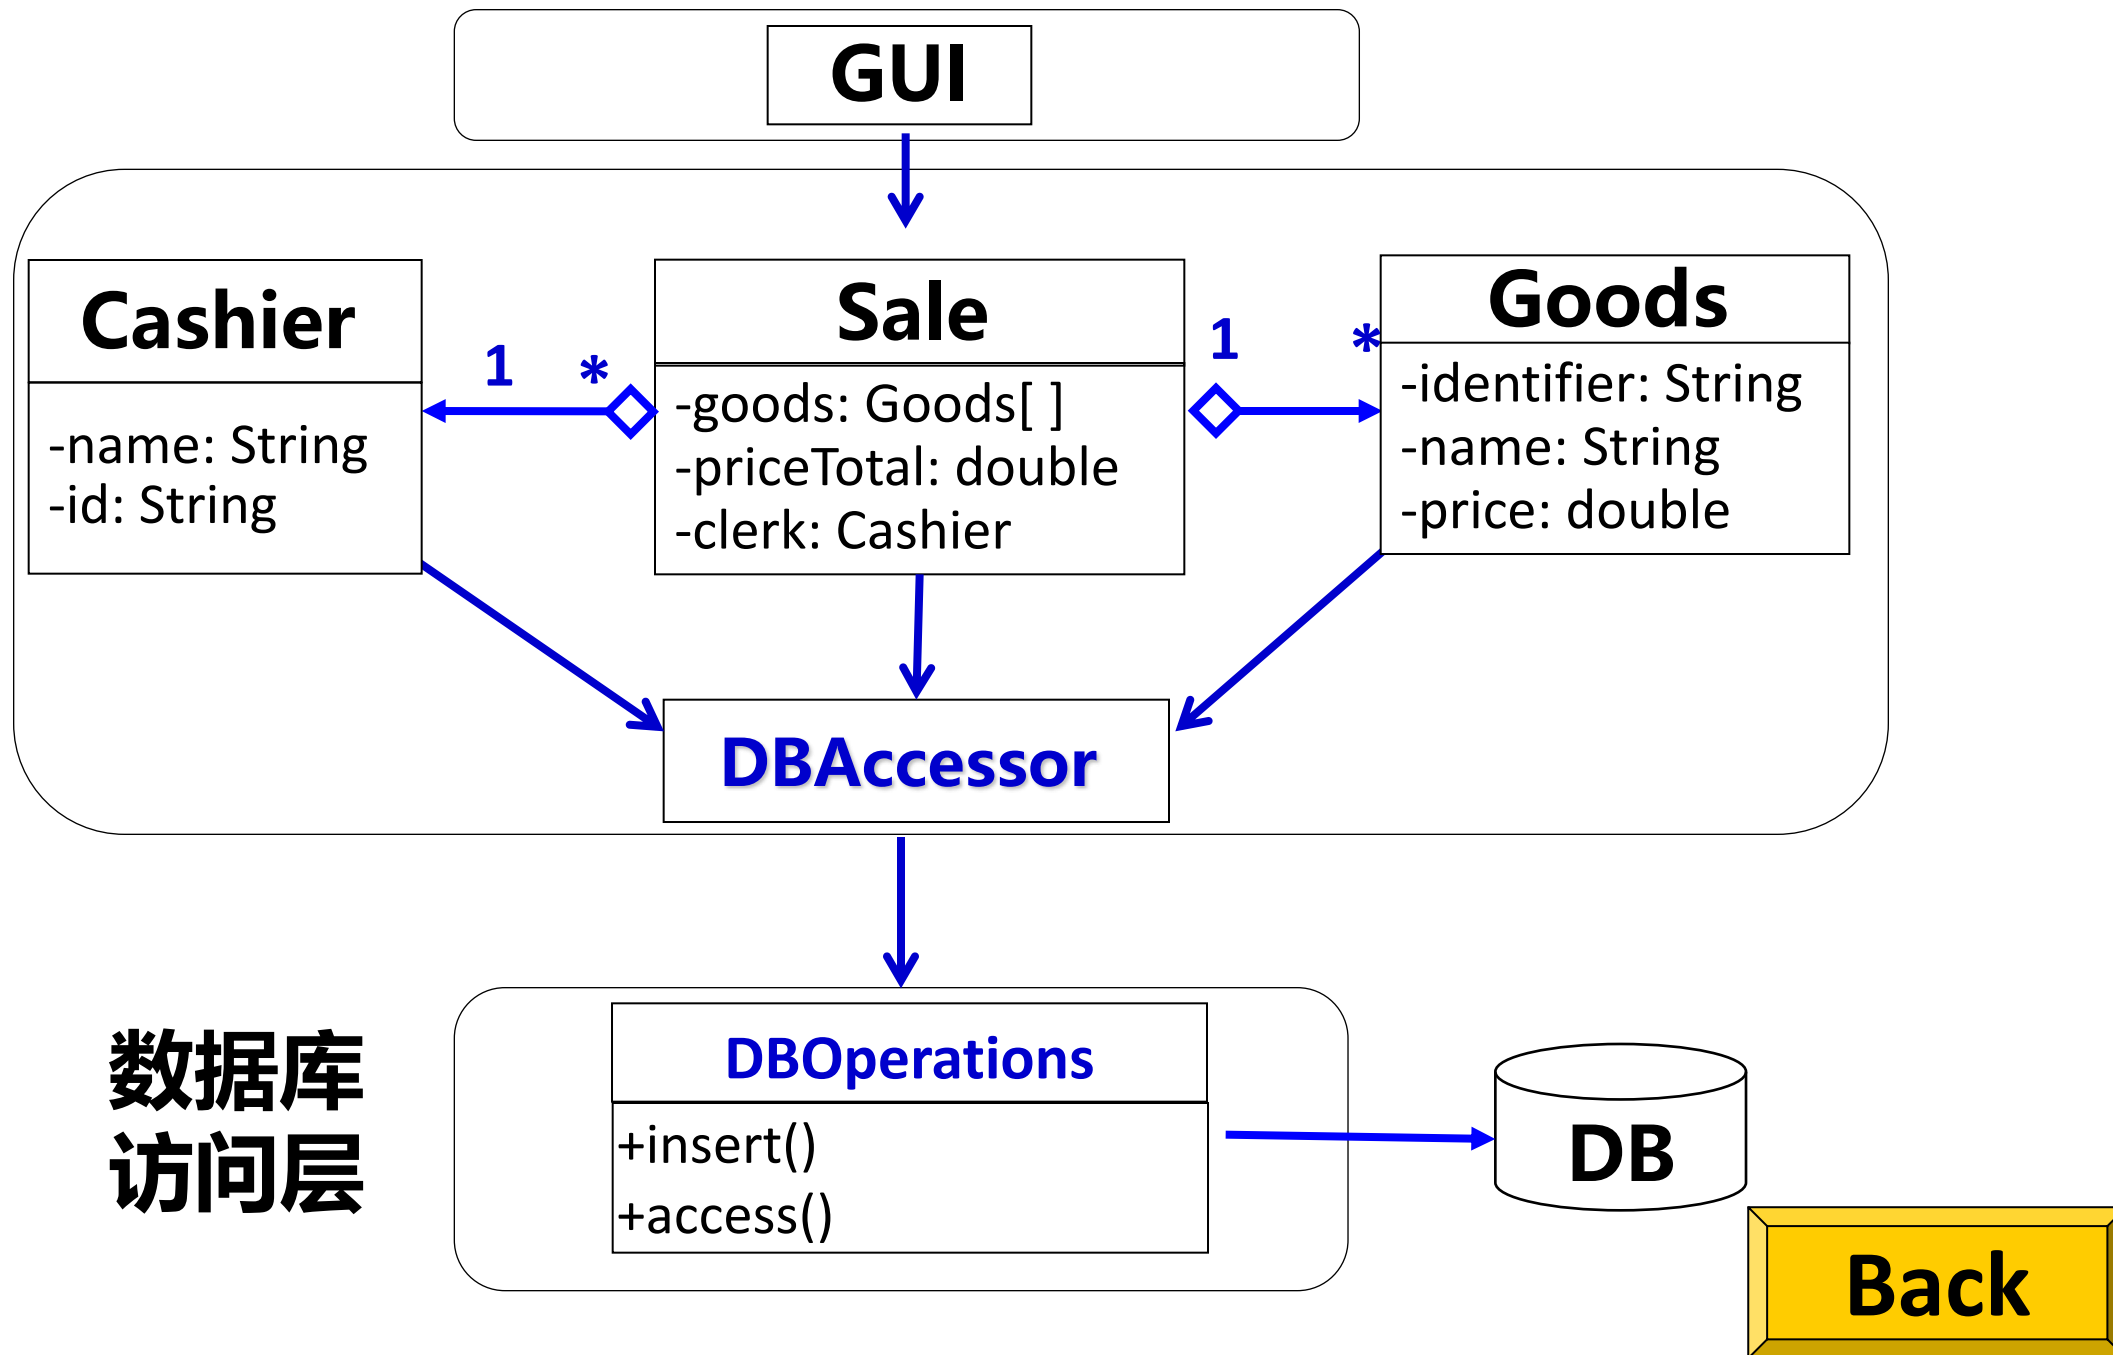 GUI
Cashier
-name: String
-id: String
1
*
Sale
-goods: Goods[ ]
-priceTotal: double
-clerk: Cashier
1
*
Goods
-identifier: String
-name: String
-price: double
DBAccessor
数据库
访问层
DBOperations
+insert()
+access()
DB
Back